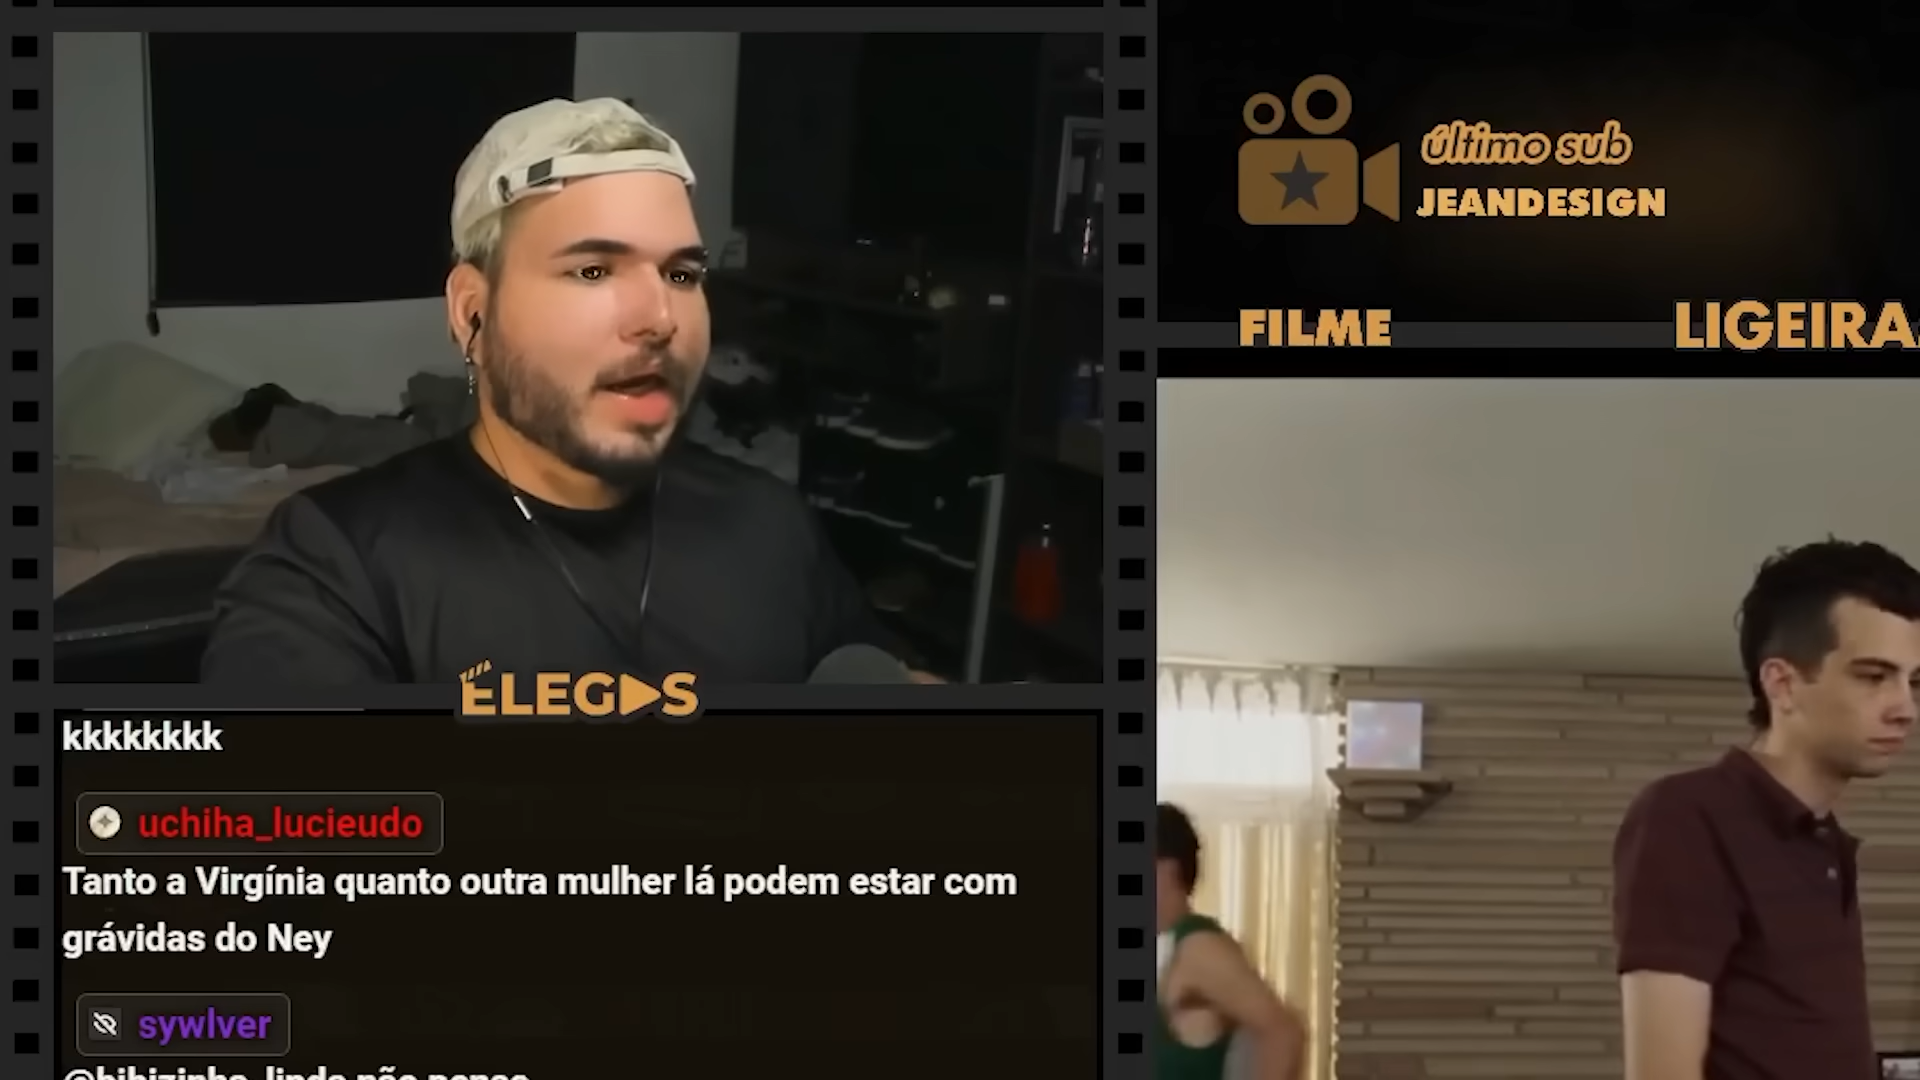 último sub
JEANDESIGN
FILME
LIGEIRA
ELEGOS
kkkkkkkk
uchiha_lucieudo
Tanto a Virgínia quanto outra mulher lá podem estar com
grávidas do Ney
sywlver